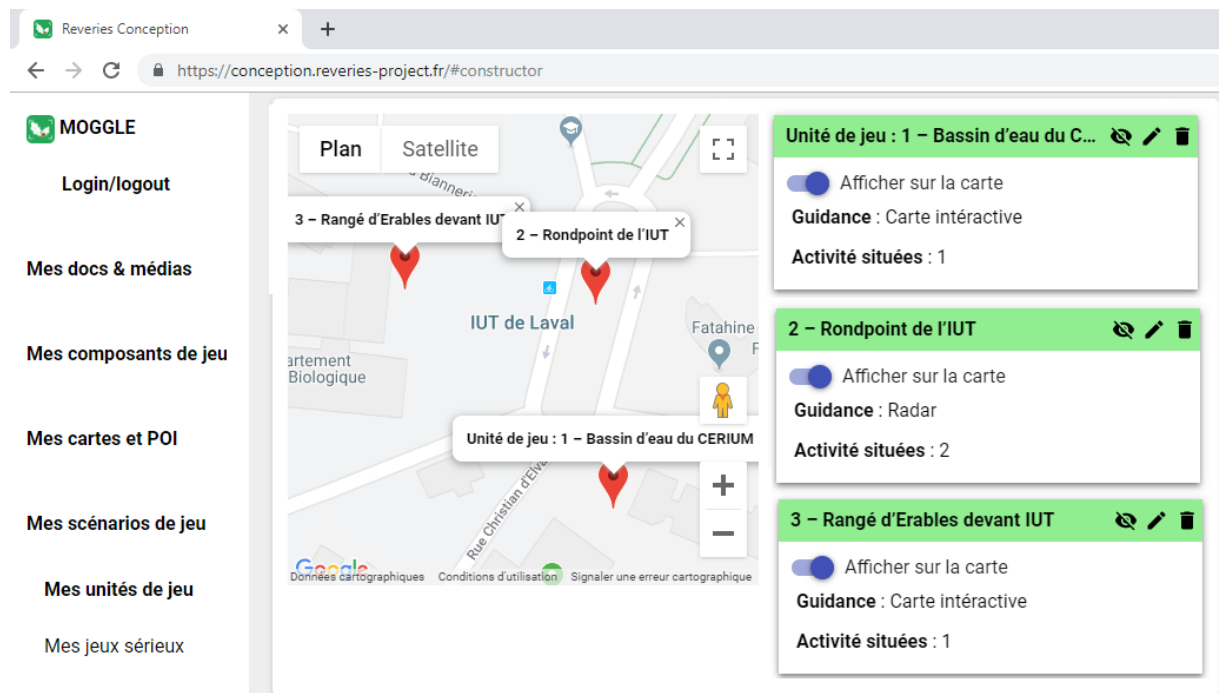 Reveries Conception
https://conception.reveries-project.fr/#constructor
MOGGLE
Login/logout
Mes docs & médias
Mes composants de jeu
Mes cartes et POI
Mes scénarios de jeu
Mes unités de jeu
Mes jeux sérieux
Plan Satellite
Bianneri
3 – Rangé d'Erables devant IUT
2 – Rondpoint de l'IUT
IUT de Laval
Fatahine
F
artement
Biologique
Unité de jeu : 1 – Bassin d'eau du CERIUM
Rue Christian d'Elva
Google
Données cartographiques Conditions d'utilisation Signaler une erreur cartographique
Unité de jeu : 1 – Bassin d'eau du C...
Afficher sur la carte
Guidance : Carte intéractive
Activité situées : 1
2 – Rondpoint de l'IUT
Afficher sur la carte
Guidance : Radar
Activité situées : 2
3 – Rangé d'Erables devant IUT
Afficher sur la carte
Guidance : Carte intéractive
Activité situées : 1